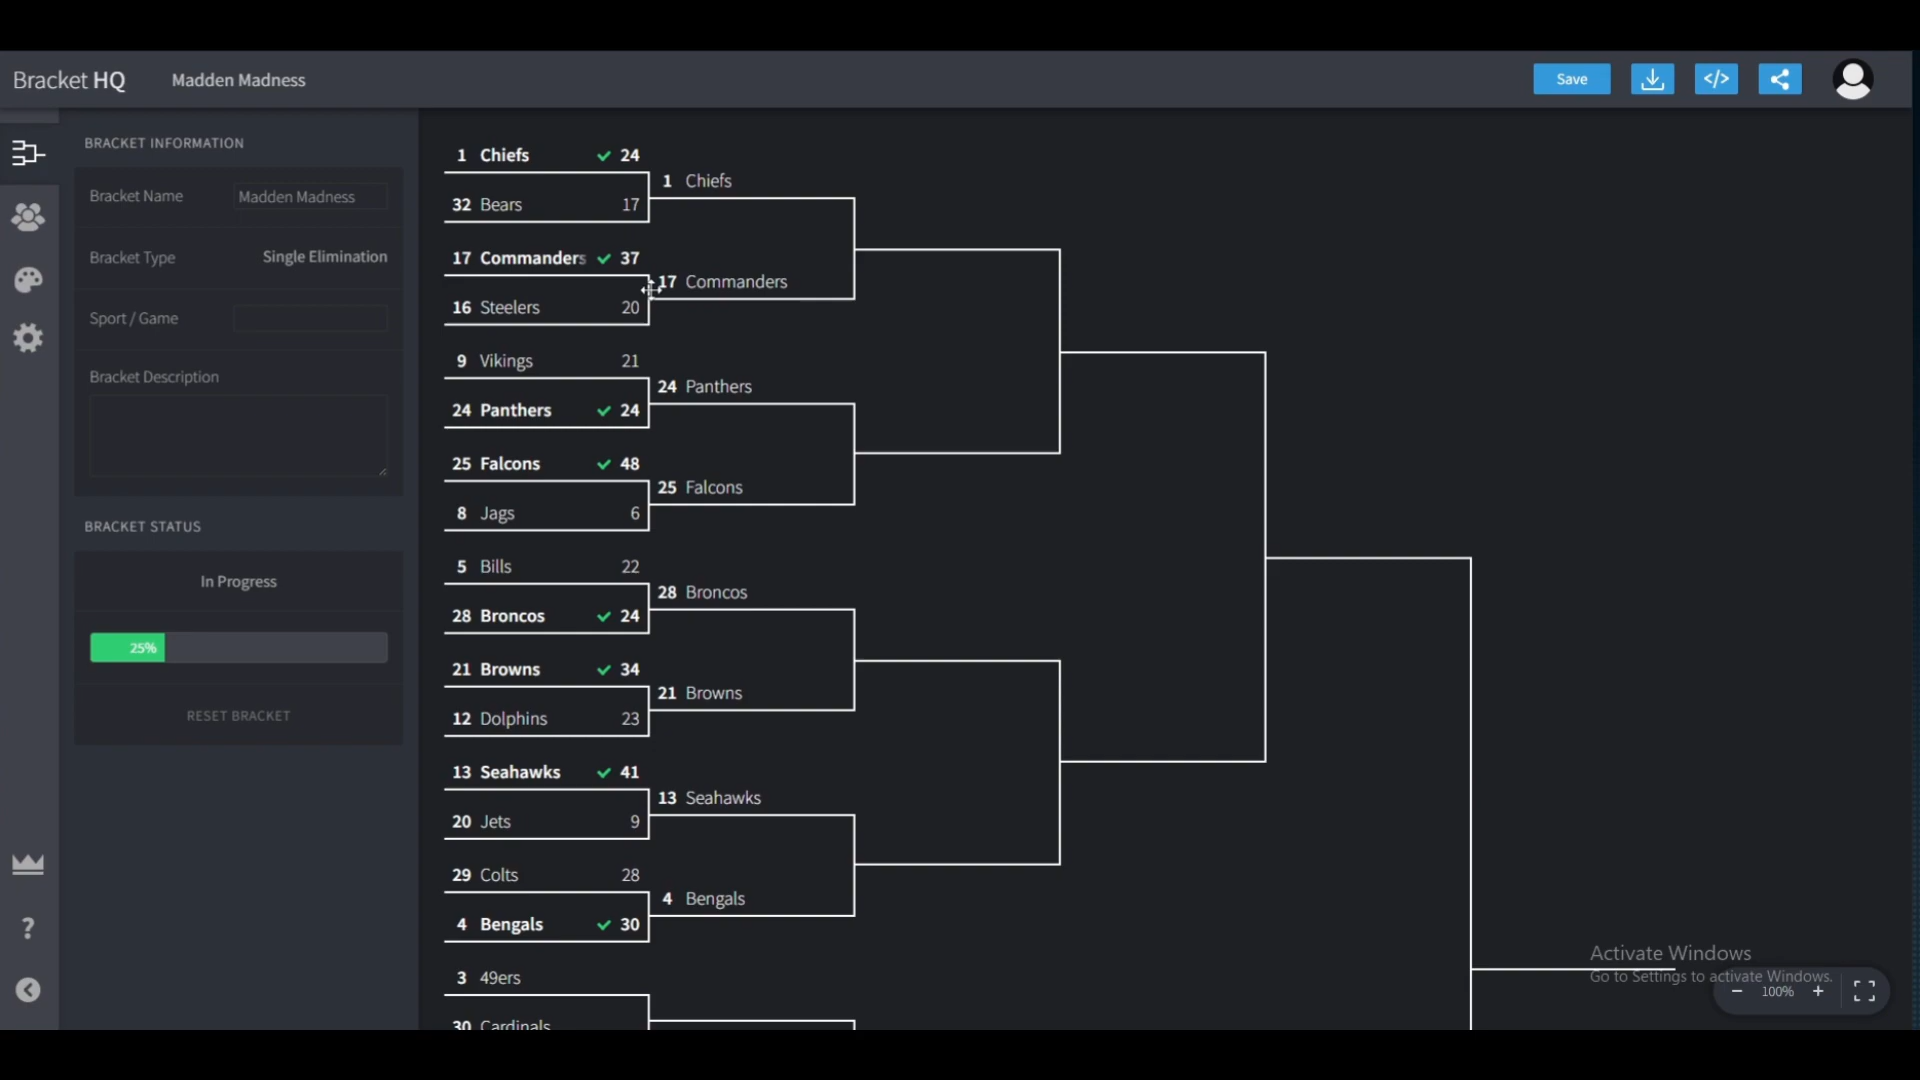 Bracket HQ
Madden Madness
Save
</>
BRACKET INFORMATION
Bracket Name Madden Madness
Bracket Type Single Elimination
Sport / Game
Bracket Description
BRACKET STATUS
In Progress
25%
RESET BRACKET
?
1 Chiefs 24
32 Bears 17
17 Commanders 37
16 Steelers 20
9 Vikings 21
24 Panthers 24
25 Falcons 48
8 Jags 6
5 Bills 22
28 Broncos 24
21 Browns 34
12 Dolphins 23
13 Seahawks 41
20 Jets 9
29 Colts 28
4 Bengals 30
3 49ers
30 Cardinals
1 Chiefs
17 Commanders
24 Panthers
25 Falcons
28 Broncos
21 Browns
13 Seahawks
4 Bengals
Activate Windows
Go to Settings to activate Windows.
− 100% +